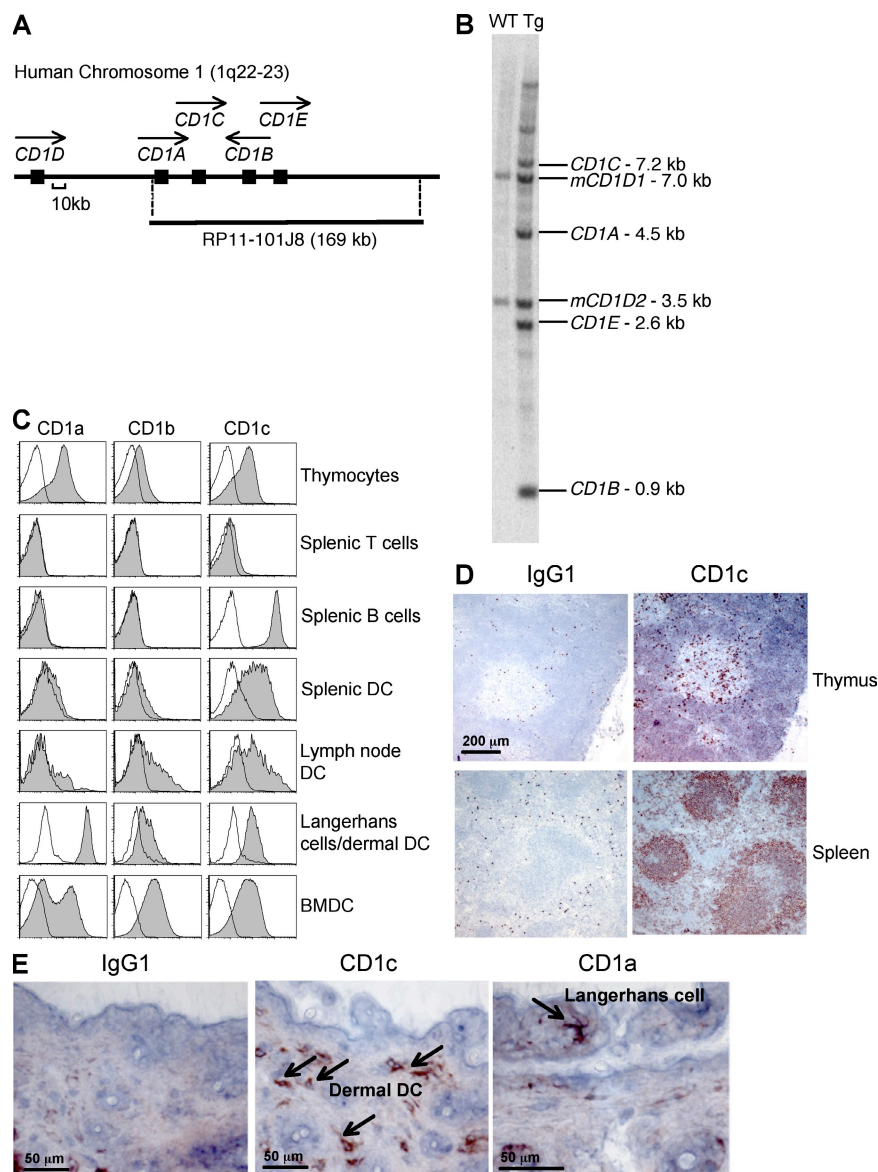 A
Human Chromosome 1 (1q22-23)
CD1C
CD1E
CD1D
CD1A
CD1B
10kb
RP11-101J8 (169 kb)
B
WT Tg
CD1C - 7.2 kb
mCD1D1 - 7.0 kb
CD1A - 4.5 kb
mCD1D2 - 3.5 kb
CD1E - 2.6 kb
CD1B - 0.9 kb
C
CD1a
CD1b
CD1c
Thymocytes
Splenic T cells
Splenic B cells
Splenic DC
Lymph node
DC
Langerhans
cells/dermal DC
BMDC
D
IgG1
CD1c
Thymus
200 µm
Spleen
E
IgG1
CD1c
CD1a
50 µm
Dermal DC
50 µm
Langerhans cell
50 µm